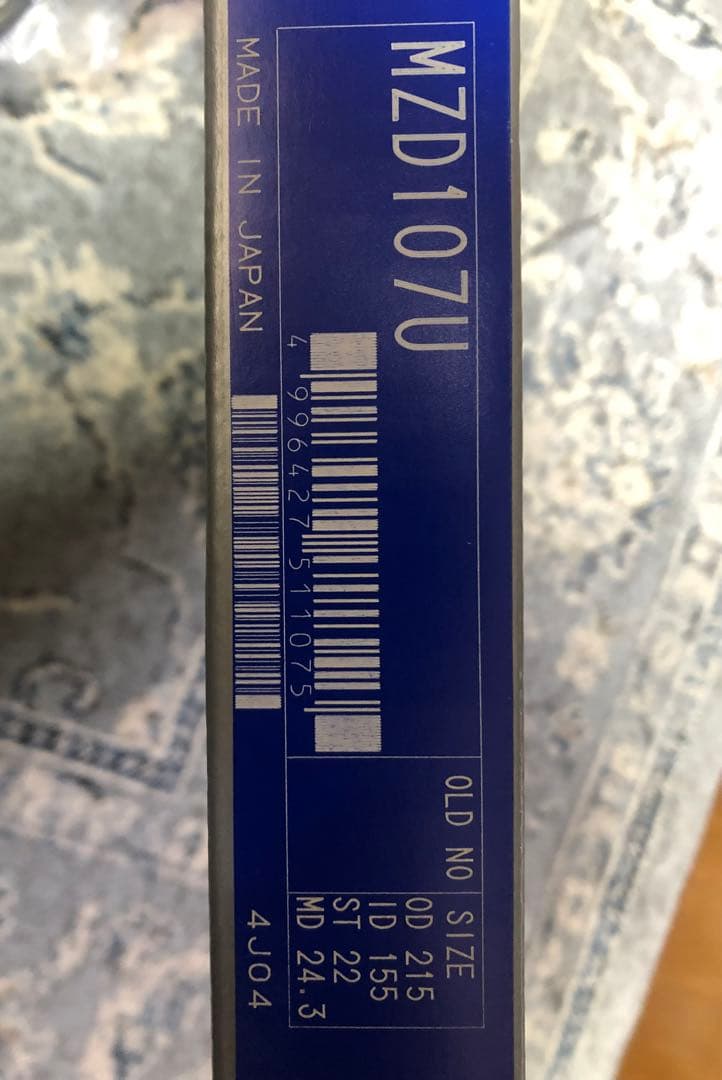 MZD107U
4 996427 511075
OLD NO
SIZE
OD 215
ID 155
ST 22
MD 24.3
MADE IN JAPAN
4J04